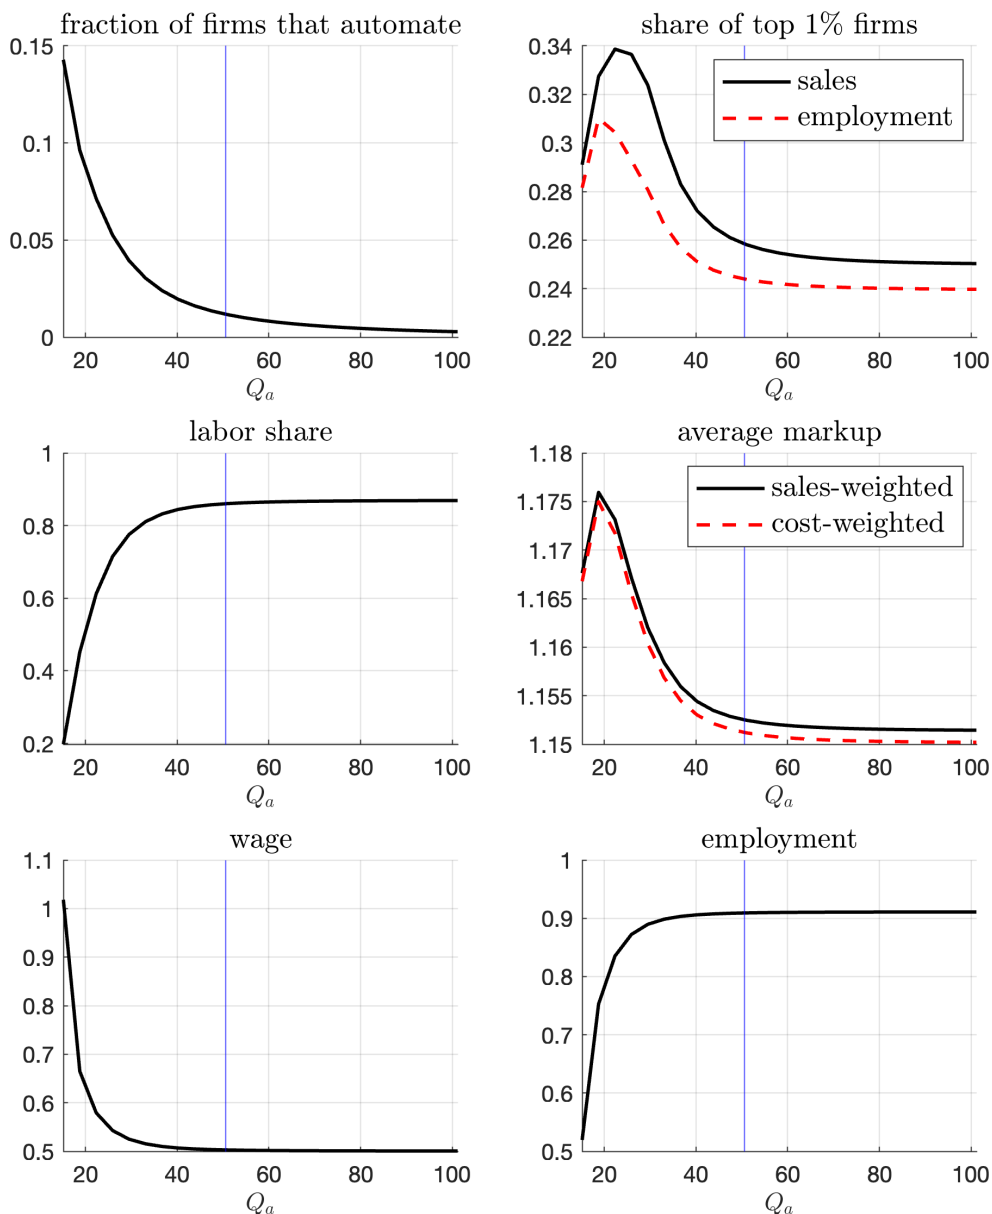 fraction of firms that automate
0.15
0.1
0.05
0
20 40 60 80 100
Qₐ
share of top 1% firms
0.34
0.32
0.3
0.28
0.26
0.24
0.22
sales
employment
20 40 60 80 100
Qₐ
labor share
1
0.8
0.6
0.4
0.2
20 40 60 80 100
Qₐ
average markup
1.18
1.175
1.17
1.165
1.16
1.155
1.15
sales-weighted
cost-weighted
20 40 60 80 100
Qₐ
wage
1.1
1
0.9
0.8
0.7
0.6
0.5
20 40 60 80 100
Qₐ
employment
1
0.9
0.8
0.7
0.6
0.5
20 40 60 80 100
Qₐ